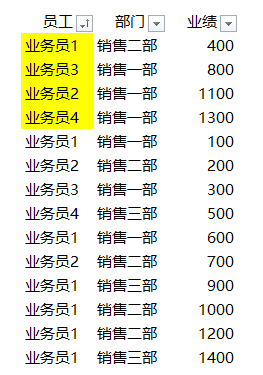 员工 部门 业绩
业务员1 销售二部 400
业务员3 销售一部 800
业务员2 销售一部 1100
业务员4 销售一部 1300
业务员1 销售一部 100
业务员2 销售二部 200
业务员3 销售一部 300
业务员4 销售三部 500
业务员1 销售一部 600
业务员2 销售二部 700
业务员1 销售三部 900
业务员1 销售二部 1000
业务员1 销售二部 1200
业务员1 销售三部 1400